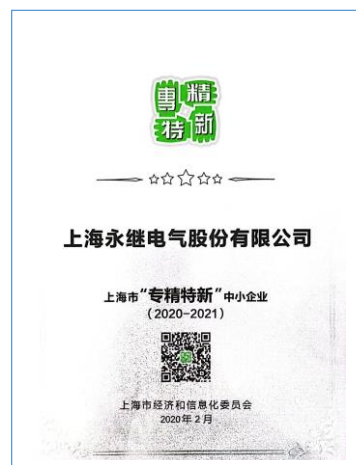 專精
特新
上海永继电气股份有限公司
上海市“专精特新”中小企业
(2020-2021)
上海市经济和信息化委员会
2020年2月